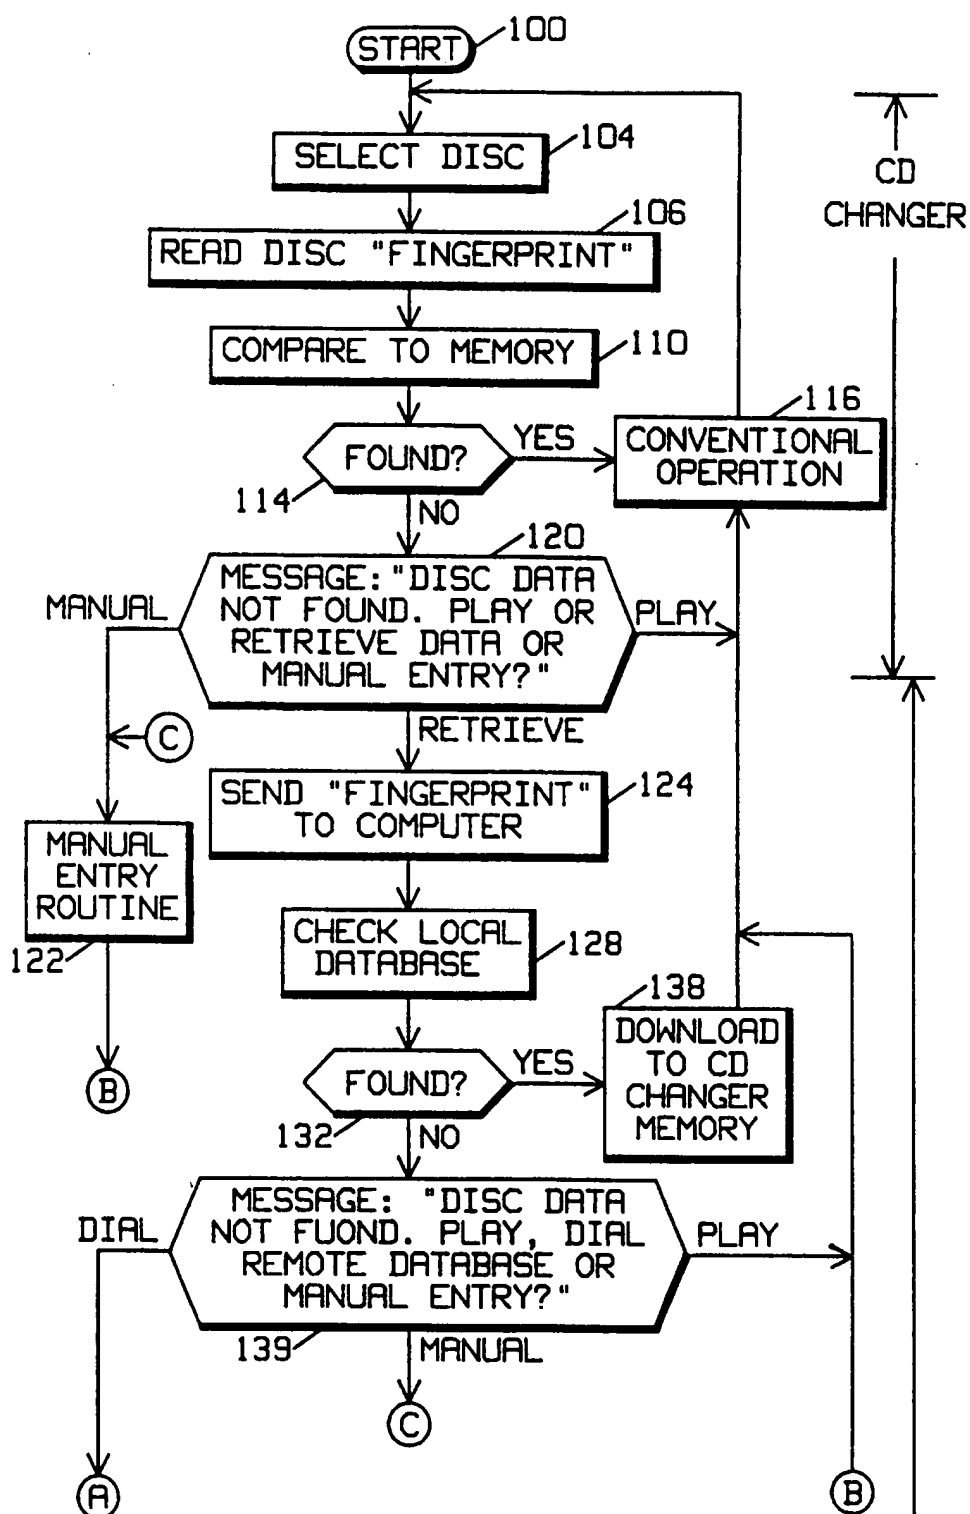 START
100
SELECT DISC
104
READ DISC "FINGERPRINT"
106
COMPARE TO MEMORY
110
CD
CHANGER
FOUND?
114
YES
NO
CONVENTIONAL
OPERATION
116
MESSAGE: "DISC DATA
NOT FOUND. PLAY OR
RETRIEVE DATA OR
MANUAL ENTRY?"
120
MANUAL
PLAY
RETRIEVE
C
SEND "FINGERPRINT"
TO COMPUTER
124
MANUAL
ENTRY
ROUTINE
122
CHECK LOCAL
DATABASE
128
B
FOUND?
132
YES
NO
138
DOWNLOAD
TO CD
CHANGER
MEMORY
MESSAGE: "DISC DATA
NOT FUOND. PLAY, DIAL
REMOTE DATABASE OR
MANUAL ENTRY?"
139
DIAL
PLAY
MANUAL
C
A
B